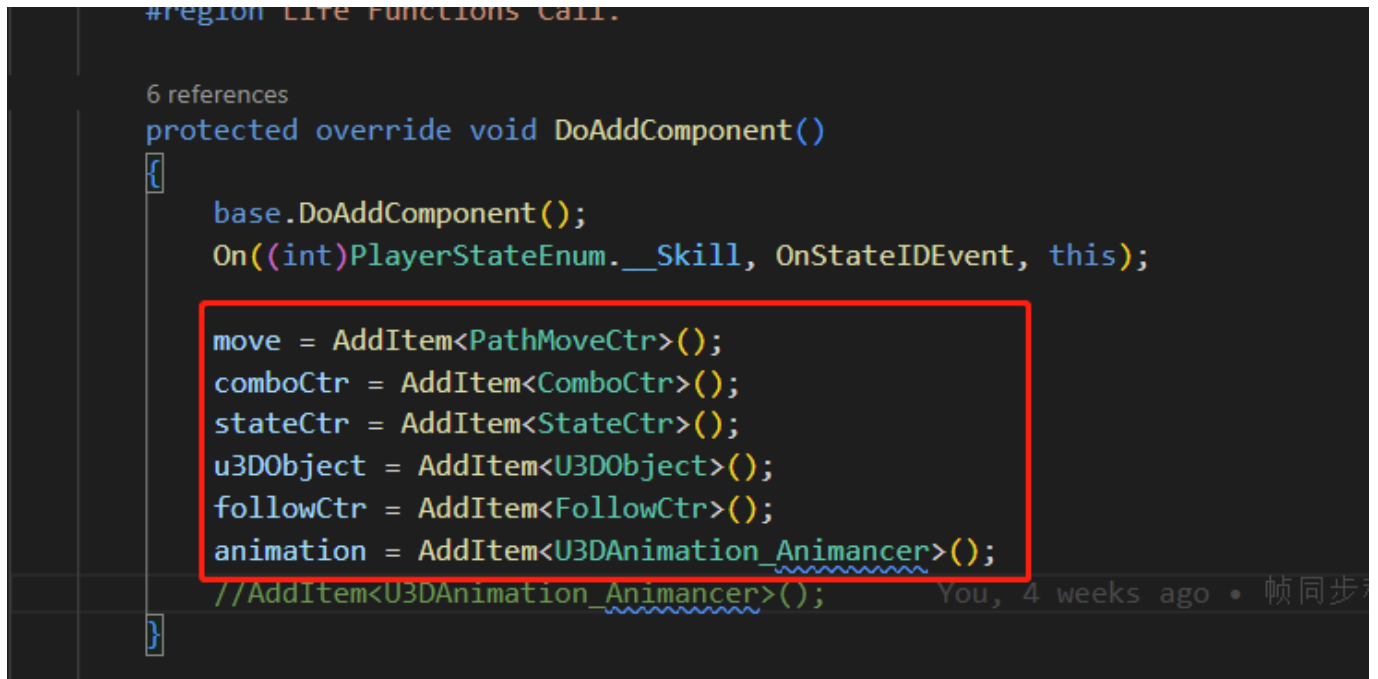 #region Life Functions Call.
6 references
protected override void DoAddComponent()
{
base.DoAddComponent();
On((int)PlayerStateEnum.__Skill, OnStateIDEvent, this);
move = AddItem<PathMoveCtr>();
comboCtr = AddItem<ComboCtr>();
stateCtr = AddItem<StateCtr>();
u3DObject = AddItem<U3DObject>();
followCtr = AddItem<FollowCtr>();
animation = AddItem<U3DAnimation_Animancer>();
//AddItem<U3DAnimation_Animancer>(); You, 4 weeks ago • 帧同步
}